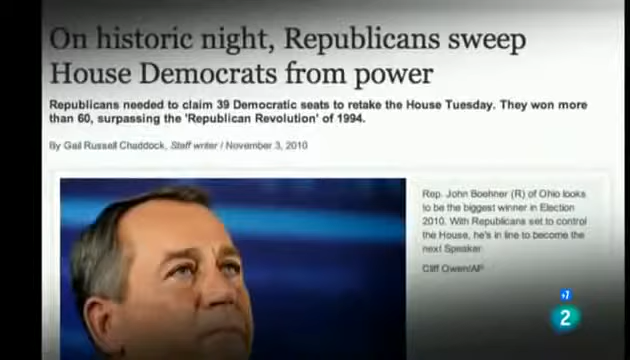 On historic night, Republicans sweep
House Democrats from power
Republicans needed to claim 39 Democratic seats to retake the House Tuesday. They won more
than 60, surpassing the 'Republican Revolution' of 1994.
By Gail Russell Chaddock, Staff writer / November 3, 2010
Rep. John Boehner (R) of Ohio looks
to be the biggest winner in Election
2010. With Republicans set to control
the House, he's in line to become the
next Speaker.
Cliff Owen/AP
+7
2